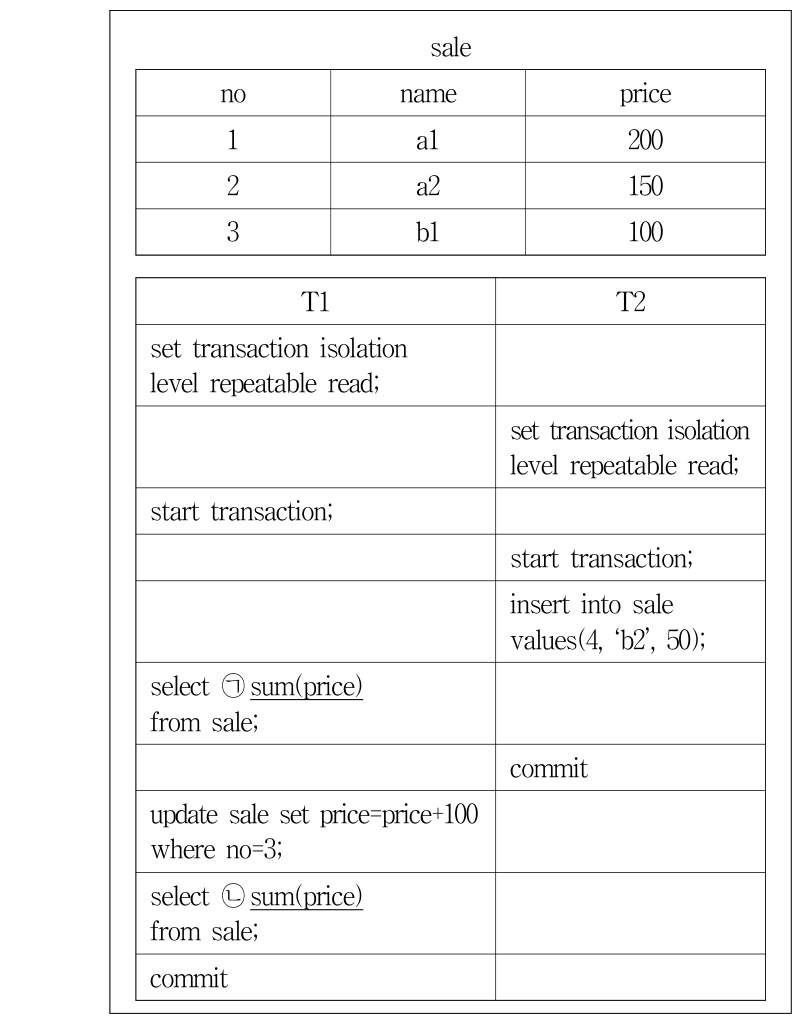 sale
no name price
1 a1 200
2 a2 150
3 b1 100
T1 T2
set transaction isolation
level repeatable read;
set transaction isolation
level repeatable read;
start transaction;
start transaction;
insert into sale
values(4, ‘b2’, 50);
select ㉠ sum(price)
from sale;
commit
update sale set price=price+100
where no=3;
select ㉡ sum(price)
from sale;
commit